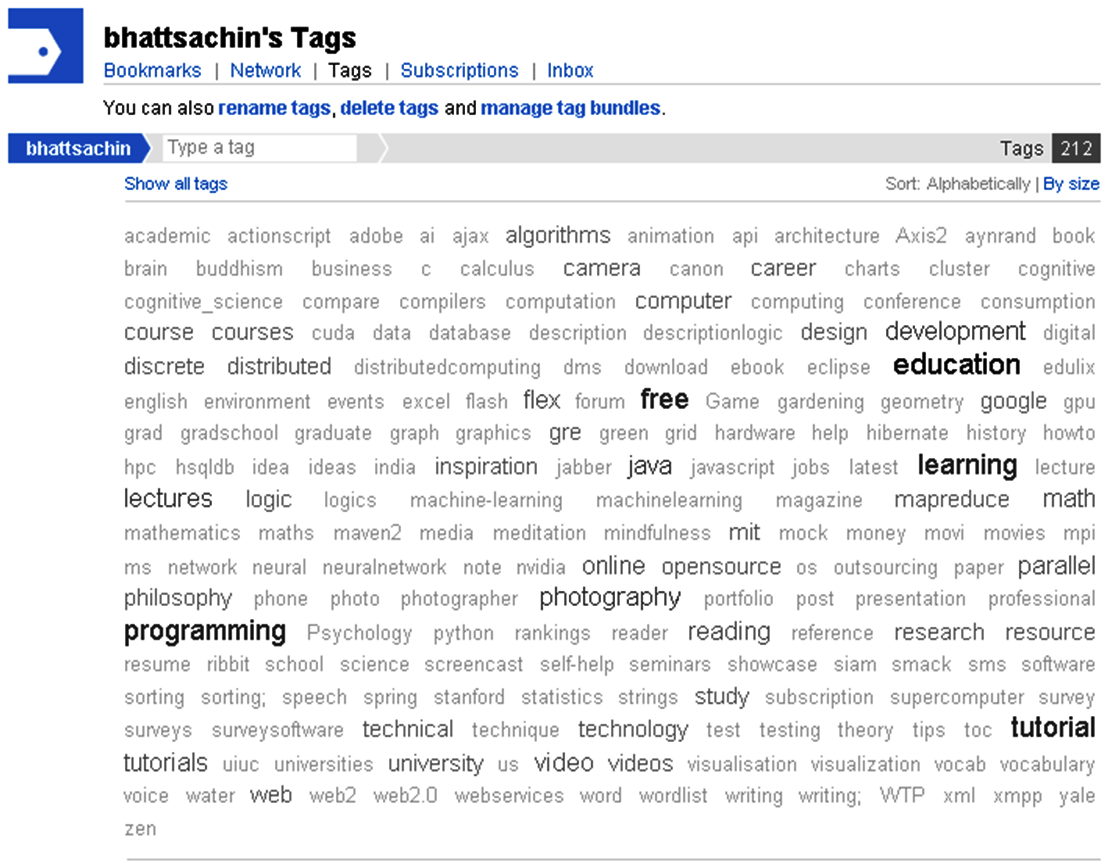 bhattsachin's Tags
Bookmarks | Network | Tags | Subscriptions | Inbox
You can also rename tags, delete tags and manage tag bundles.
bhattsachin Type a tag Tags 212
Show all tags Sort: Alphabetically | By size
academic actionscript adobe ai ajax algorithms animation api architecture Axis2 aynrand book
brain buddhism business c calculus camera canon career charts cluster cognitive
cognitive_science compare compilers computation computer computing conference consumption
course courses cuda data database description descriptionlogic design development digital
discrete distributed distributedcomputing dms download ebook eclipse education edulix
english environment events excel flash flex forum free Game gardening geometry google gpu
grad gradschool graduate graph graphics gre green grid hardware help hibernate history howto
hpc hsqldb idea ideas india inspiration jabber java javascript jobs latest learning lecture
lectures logic logics machine-learning machinelearning magazine mapreduce math
mathematics maths maven2 media meditation mindfulness mit mock money movi movies mpi
ms network neural neuralnetwork note nvidia online opensource os outsourcing paper parallel
philosophy phone photo photographer photography portfolio post presentation professional
programming Psychology python rankings reader reading reference research resource
resume ribbit school science screencast self-help seminars showcase siam smack sms software
sorting sorting; speech spring stanford statistics strings study subscription supercomputer survey
surveys surveysoftware technical technique technology test testing theory tips toc tutorial
tutorials uiuc universities university us video videos visualisation visualization vocab vocabulary
voice water web web2 web2.0 webservices word wordlist writing writing; WTP xml xmpp yale
zen